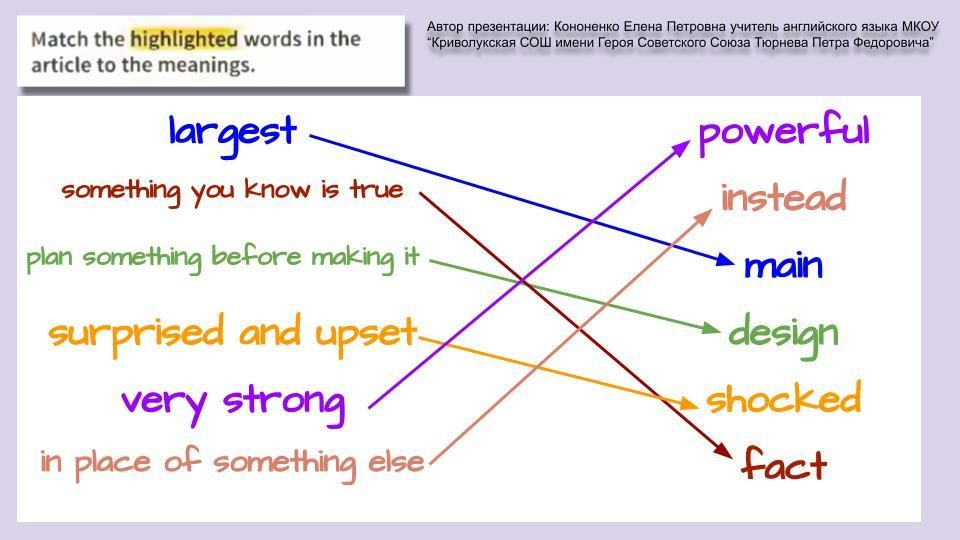 Match the highlighted words in the
article to the meanings.
Автор презентации: Кононенко Елена Петровна учитель английского языка МКОУ
“Криволукская СОШ имени Героя Советского Союза Тюрнева Петра Федоровича”
largest
something you know is true
plan something before making it
surprised and upset
very strong
in place of something else
powerful
instead
main
design
shocked
fact